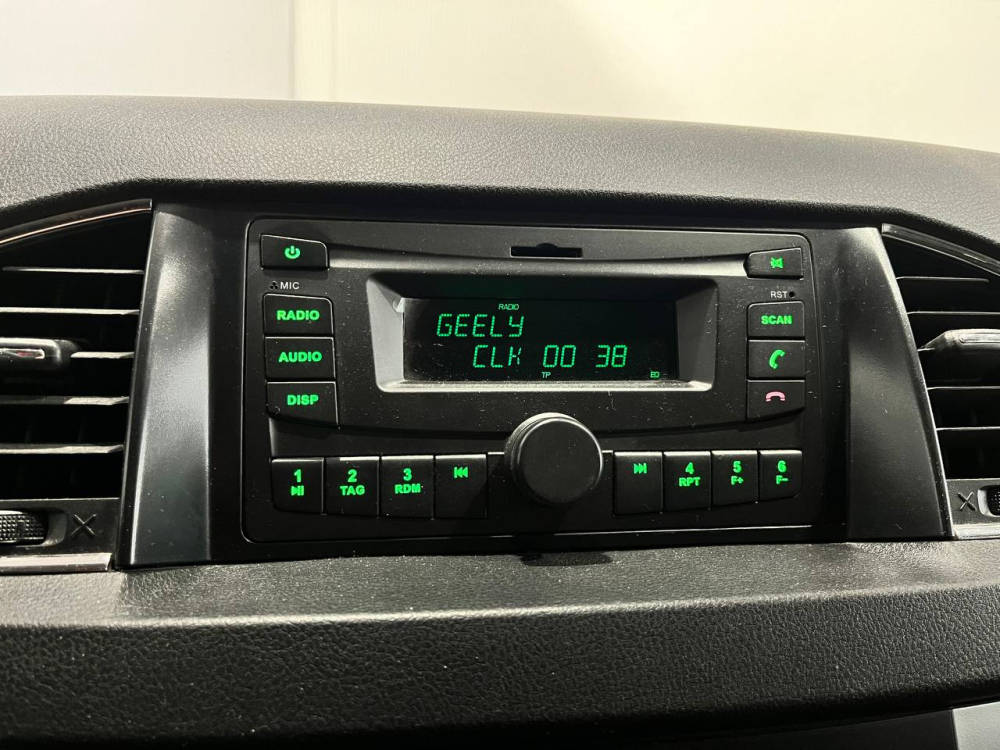 MIC
RST
RADIO
AUDIO
DISP
RADIO
GEELY
CLK 00 38
TP
EQ
SCAN
1
2 TAG
3 RDM
4 RPT
5 F+
6 F-